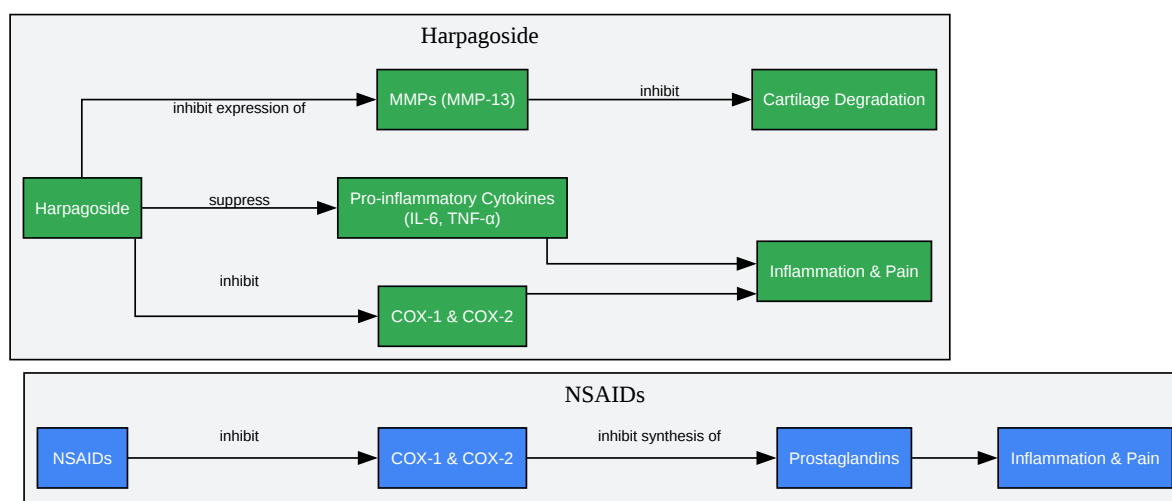 Harpagoside
MMPs (MMP-13)
inhibit
Cartilage Degradation
inhibit expression of
Harpagoside
suppress
Pro-inflammatory Cytokines
(IL-6, TNF-α)
Inflammation & Pain
inhibit
COX-1 & COX-2
NSAIDs
NSAIDs
inhibit
COX-1 & COX-2
inhibit synthesis of
Prostaglandins
Inflammation & Pain